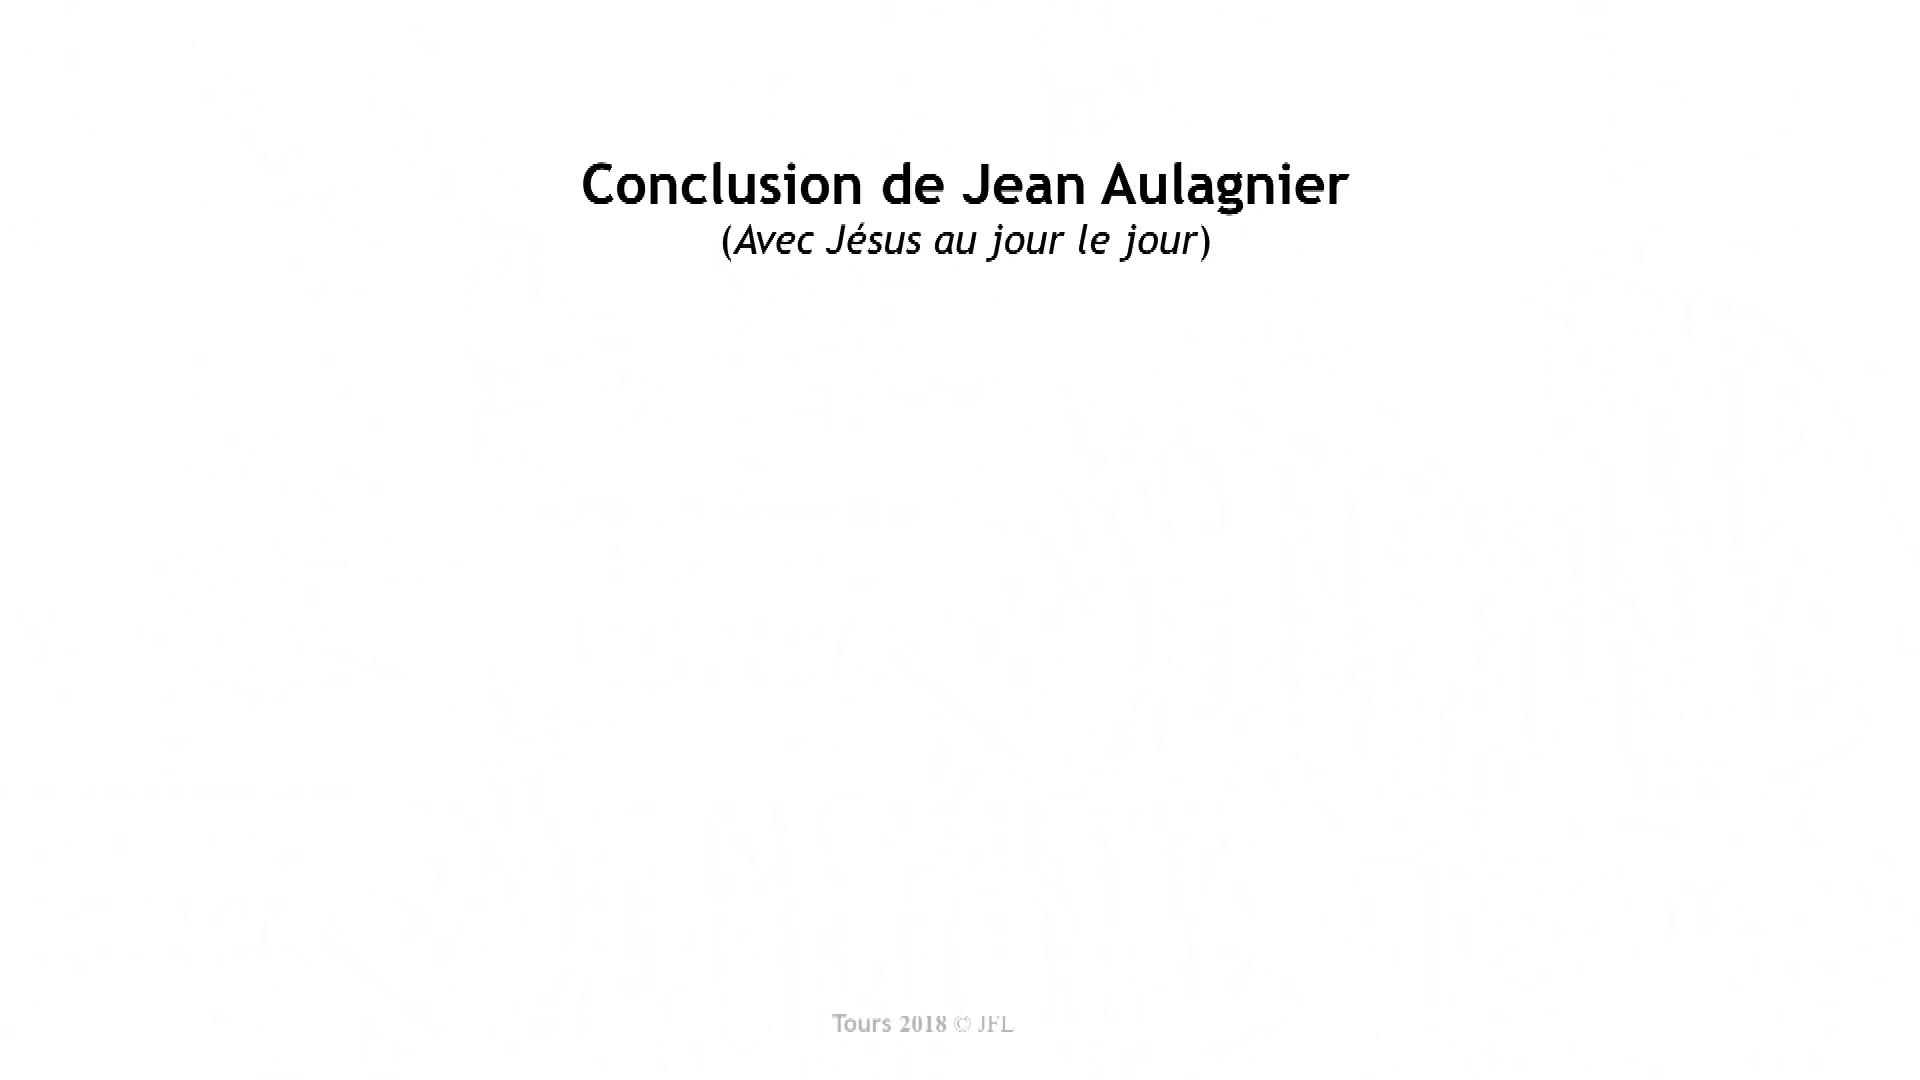 Conclusion de Jean Aulagnier
(Avec Jésus au jour le jour)
Tours 2018 © JFL